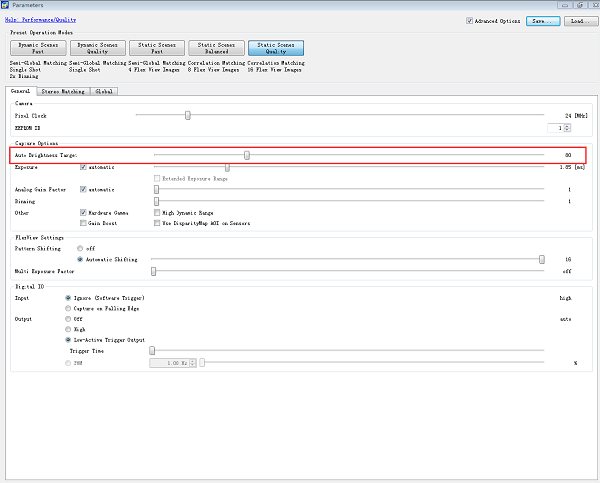 Parameters
Help: Performance/Quality
Advanced Options Save... Load...
Preset Operation Modes
Dynamic Scenes Fast
Dynamic Scenes Quality
Static Scenes Fast
Static Scenes Balanced
Static Scenes Quality
Semi-Global Matching Semi-Global Matching Semi-Global Matching Correlation Matching Correlation Matching
Single Shot Single Shot 4 Flex View Images 8 Flex View Images 16 Flex View Images
2x Binning
General Stereo Matching Global
Camera
Pixel Clock 24 [MHz]
EEPROM ID 1
Capture Options
Auto Brightness Target 80
Exposure automatic 1.85 [ms]
Extended Exposure Range
Analog Gain Factor automatic 1
Binning 1
Other Hardware Gamma High Dynamic Range
Gain Boost Use DisparityMap AOI on Sensors
FlexView Settings
Pattern Shifting off
Automatic Shifting 16
Multi Exposure Factor off
Digital IO
Input Ignore (Software Trigger) high
Capture on Falling Edge
Output Off auto
High
Low-Active Trigger Output
Trigger Time
PWM 1.00 Hz %